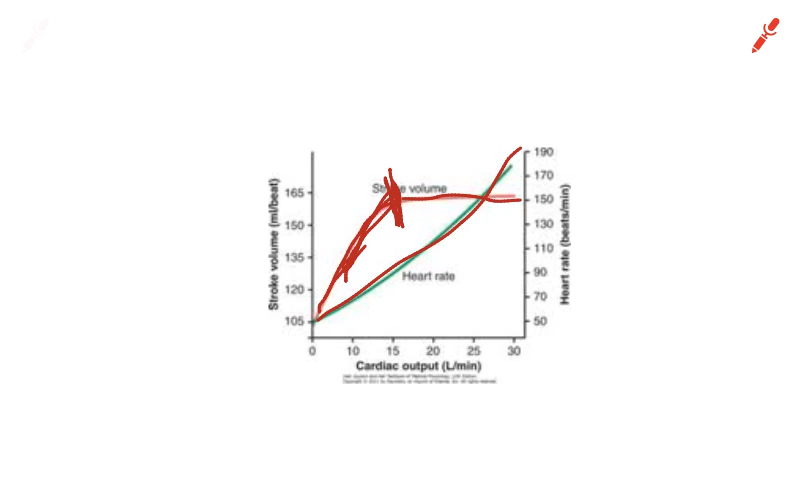 Stroke volume
Heart rate
Stroke volume (ml/beat)
165
150
135
120
105
190
170
150
130
110
90
70
50
Heart rate (beats/min)
0 10 15 20 25 30
Cardiac output (L/min)